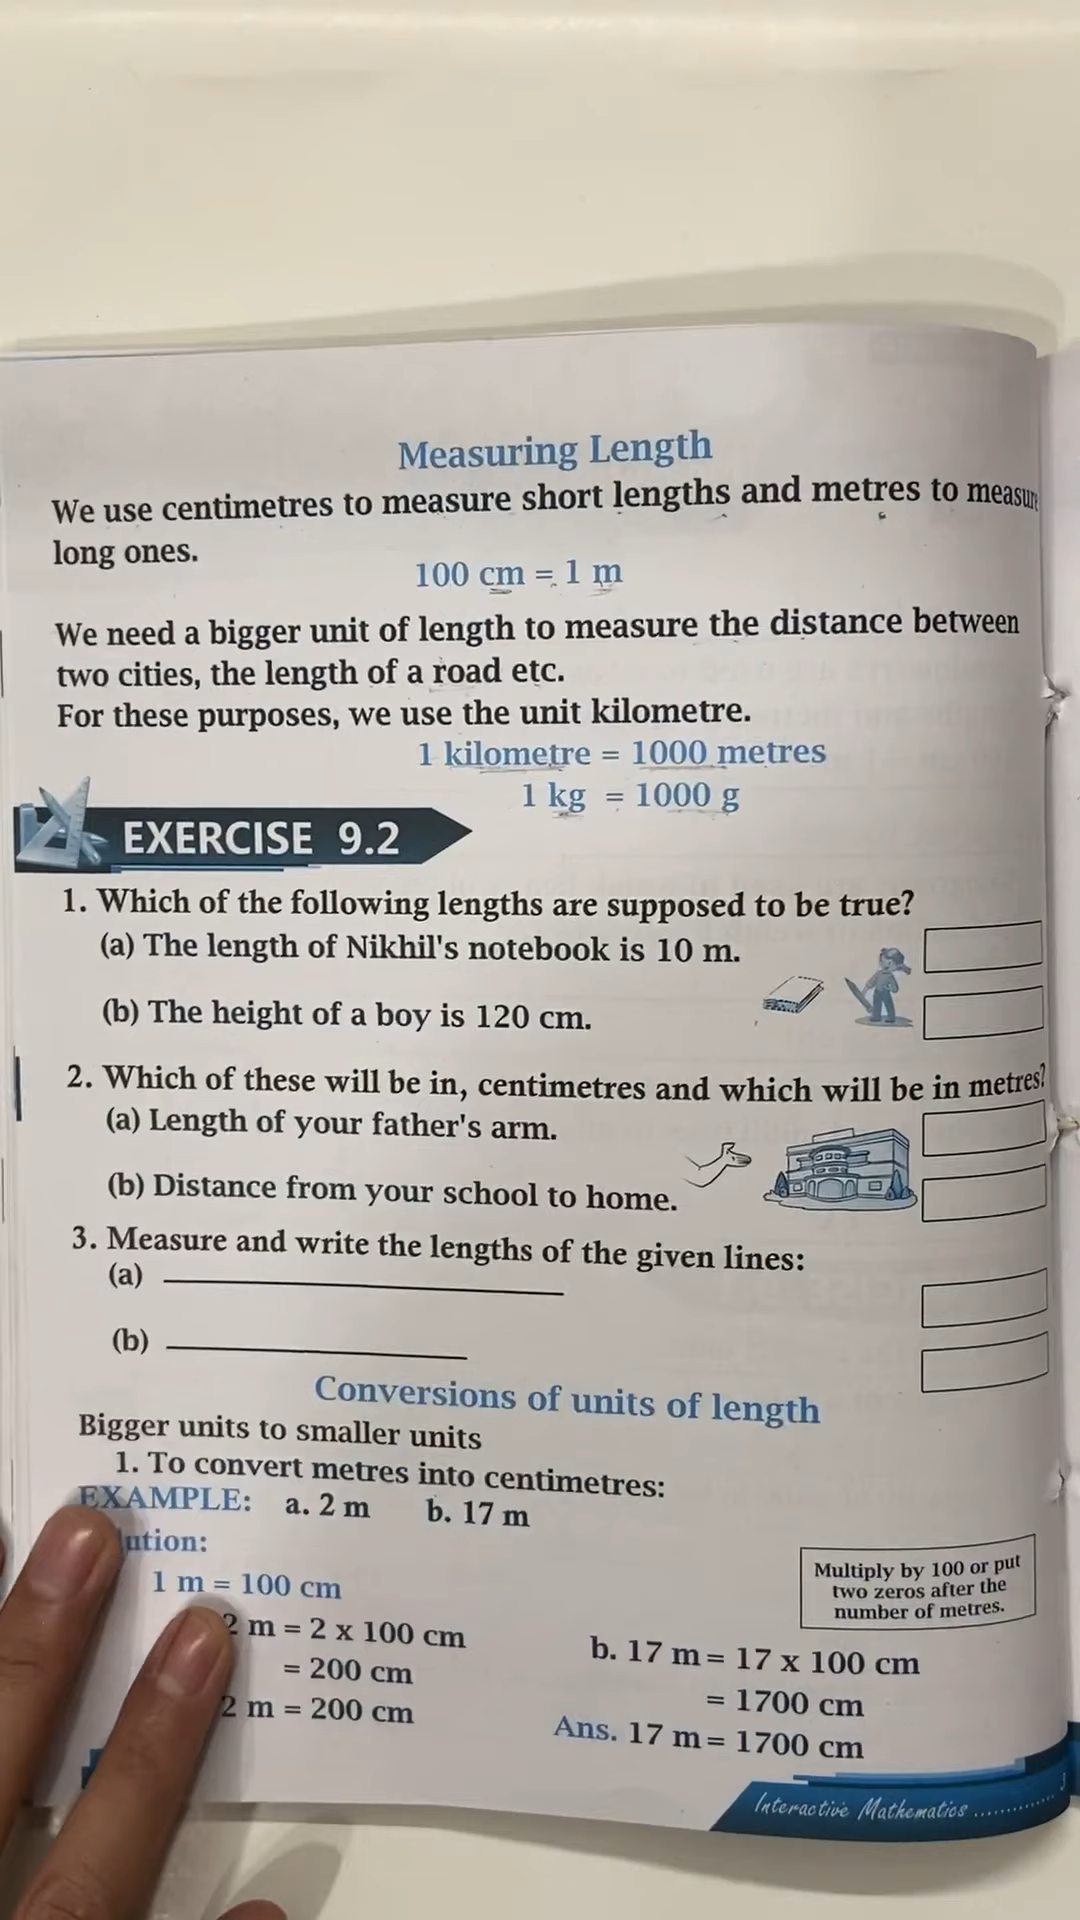 Measuring Length
We use centimetres to measure short lengths and metres to measure
long ones.
100 cm = 1 m
We need a bigger unit of length to measure the distance between
two cities, the length of a road etc.
For these purposes, we use the unit kilometre.
1 kilometre = 1000 metres
1 kg = 1000 g
EXERCISE 9.2
1. Which of the following lengths are supposed to be true?
(a) The length of Nikhil's notebook is 10 m.
(b) The height of a boy is 120 cm.
2. Which of these will be in, centimetres and which will be in metres?
(a) Length of your father's arm.
(b) Distance from your school to home.
3. Measure and write the lengths of the given lines:
(a)
(b)
Conversions of units of length
Bigger units to smaller units
1. To convert metres into centimetres:
EXAMPLE: a. 2 m b. 17 m
lution:
1 m = 100 cm
Multiply by 100 or put
two zeros after the
number of metres.
2 m = 2 x 100 cm
= 200 cm
2 m = 200 cm
b. 17 m = 17 x 100 cm
= 1700 cm
Ans. 17 m = 1700 cm
Interactive Mathematics ............